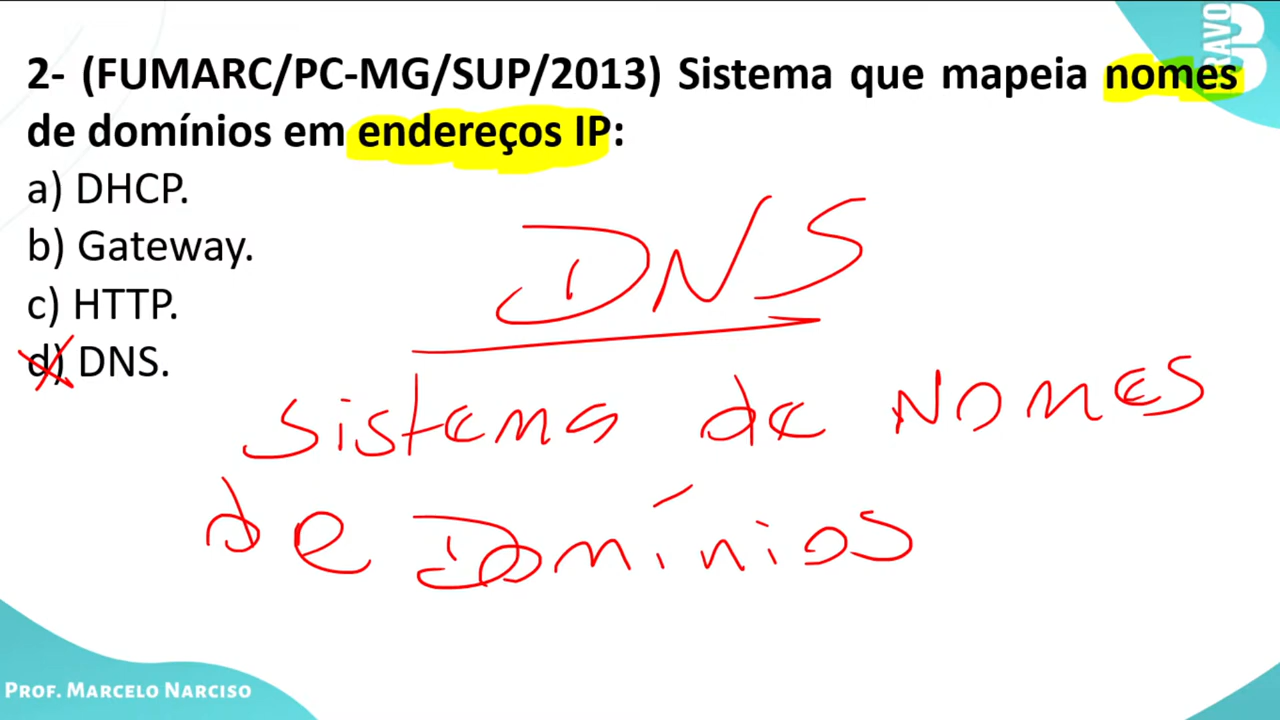 2- (FUMARC/PC-MG/SUP/2013) Sistema que mapeia nomes
de domínios em endereços IP:
a) DHCP.
b) Gateway.
c) HTTP.
d) DNS.
DNS
Sistema de Nomes
de Domínios
PROF. MARCELO NARCISO